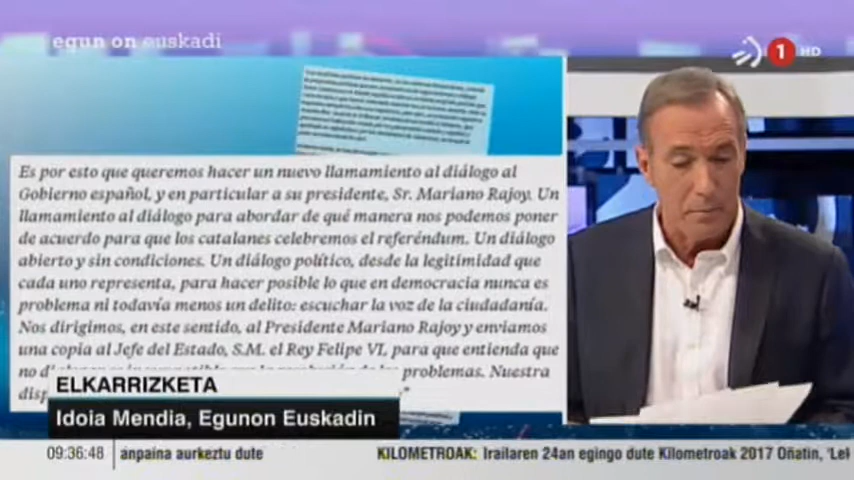 egun on euskadi
1 HD
Es por esto que queremos hacer un nuevo llamamiento al diálogo al
Gobierno español, y en particular a su presidente, Sr. Mariano Rajoy. Un
llamamiento al diálogo para abordar de qué manera nos podemos poner
de acuerdo para que los catalanes celebremos el referéndum. Un diálogo
abierto y sin condiciones. Un diálogo político, desde la legitimidad que
cada uno representa, para hacer posible lo que en democracia nunca es
problema ni todavía menos un delito: escuchar la voz de la ciudadanía.
Nos dirigimos, en este sentido, al Presidente Mariano Rajoy y enviamos
una copia al Jefe del Estado, S.M. el Rey Felipe VI, para que entienda que
no problemas. Nuestra
ELKARRIZKETA
Idoia Mendia, Egunon Euskadin
09:36:48 anpaina aurkeztu dute KILOMETROAK: Irailaren 24an egingo dute Kilometroak 2017 Oñatin, 'Lel